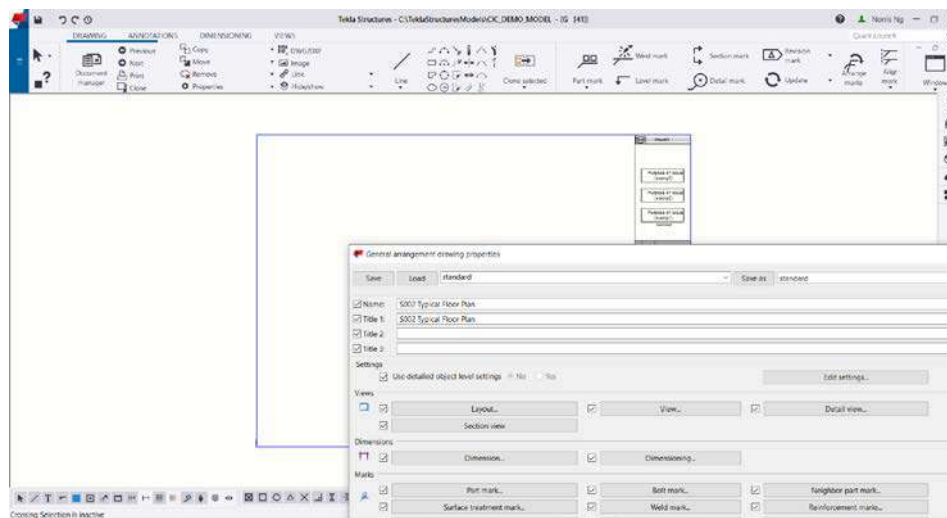 Tekla Structures - C:\TeklaStructuresModels\CIC_DEMO_MODEL - [G [41]]
Norris Ng
DRAWING ANNOTATIONS DIMENSIONING VIEWS
Quick Launch
Document manager
Previous
Next
Print
Close
Copy
Move
Remove
Properties
DWG/DXF
Image
Link
Hide/show
Line
Clone selected
Part mark
Weld mark
Level mark
Section mark
Detail mark
Revision mark
Update
Arrange marks
Align mark
Window
General arrangement drawing properties
Save Load standard Save as standard
Name: S002 Typical Floor Plan
Title 1: S002 Typical Floor Plan
Title 2:
Title 3:
Settings
Use detailed object level settings No Yes Edit settings...
Views
Layout... View... Detail view...
Section view
Dimensions
Dimension... Dimensioning...
Marks
Part mark... Bolt mark... Neighbor part mark...
Surface treatment mark... Weld mark... Reinforcement marks...
Crossing Selection is inactive